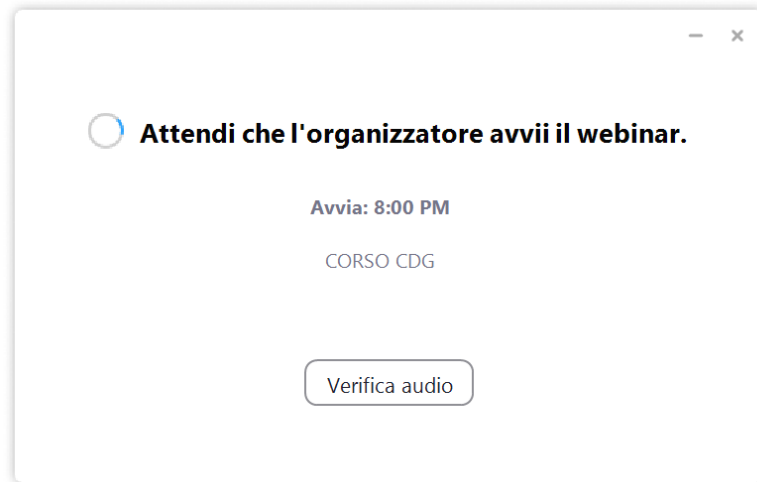 Attendi che l'organizzatore avvii il webinar.
Avvia: 8:00 PM
CORSO CDG
Verifica audio